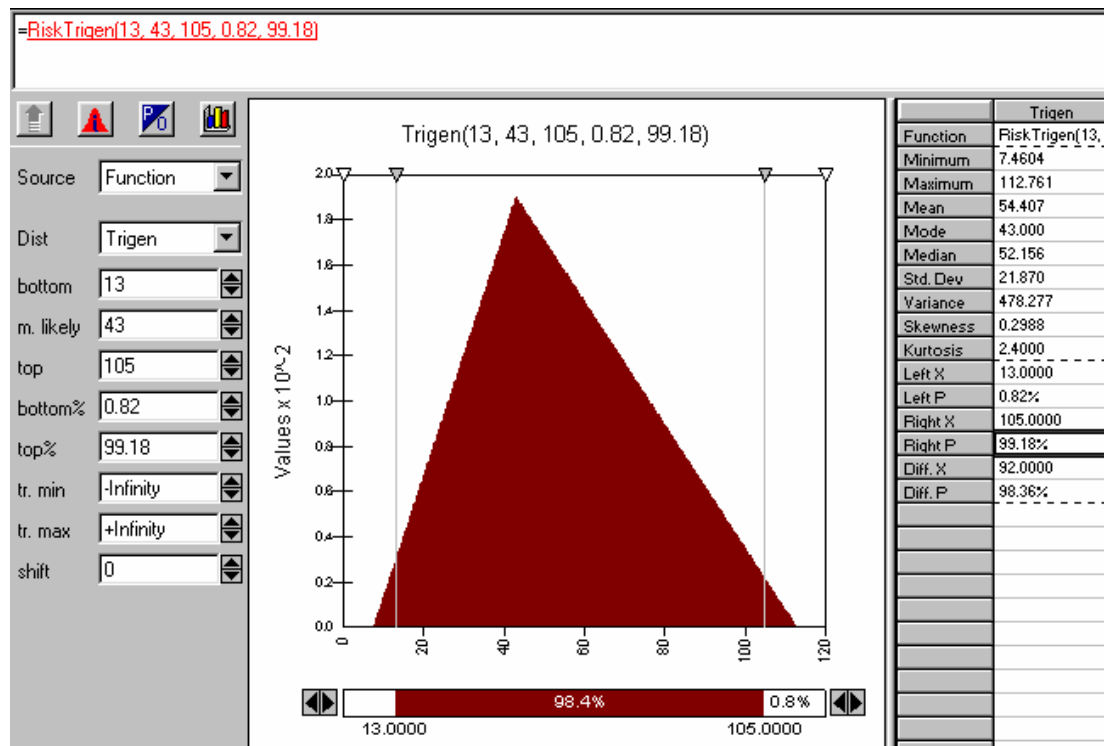 =RiskTrigen(13, 43, 105, 0.82, 99.18)
Source Function
Dist Trigen
bottom 13
m. likely 43
top 105
bottom% 0.82
top% 99.18
tr. min -Infinity
tr. max +Infinity
shift 0
Trigen(13, 43, 105, 0.82, 99.18)
Values x 10^-2
2.0
1.8
1.6
1.4
1.2
1.0
0.8
0.6
0.4
0.2
0.0
0 20 40 60 80 100 120
98.4% 0.8%
13.0000 105.0000
Trigen
Function RiskTrigen(13,
Minimum 7.4604
Maximum 112.761
Mean 54.407
Mode 43.000
Median 52.156
Std. Dev 21.870
Variance 478.277
Skewness 0.2988
Kurtosis 2.4000
Left X 13.0000
Left P 0.82%
Right X 105.0000
Right P 99.18%
Diff. X 92.0000
Diff. P 98.36%